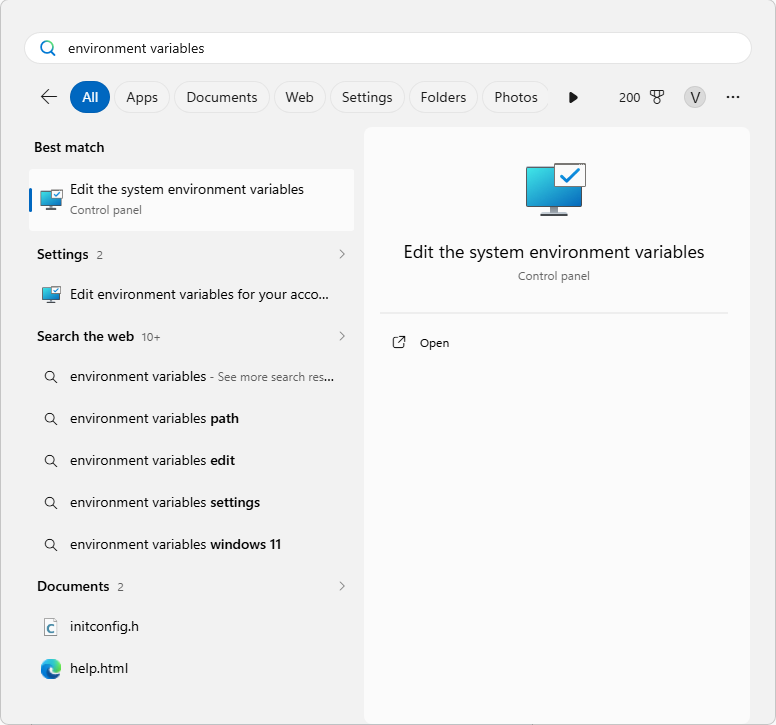 environment variables
All Apps Documents Web Settings Folders Photos 200 V ...
Best match
Edit the system environment variables
Control panel
Settings 2
Edit environment variables for your acco...
Search the web 10+
environment variables - See more search res...
environment variables path
environment variables edit
environment variables settings
environment variables windows 11
Documents 2
C initconfig.h
help.html
Edit the system environment variables
Control panel
Open